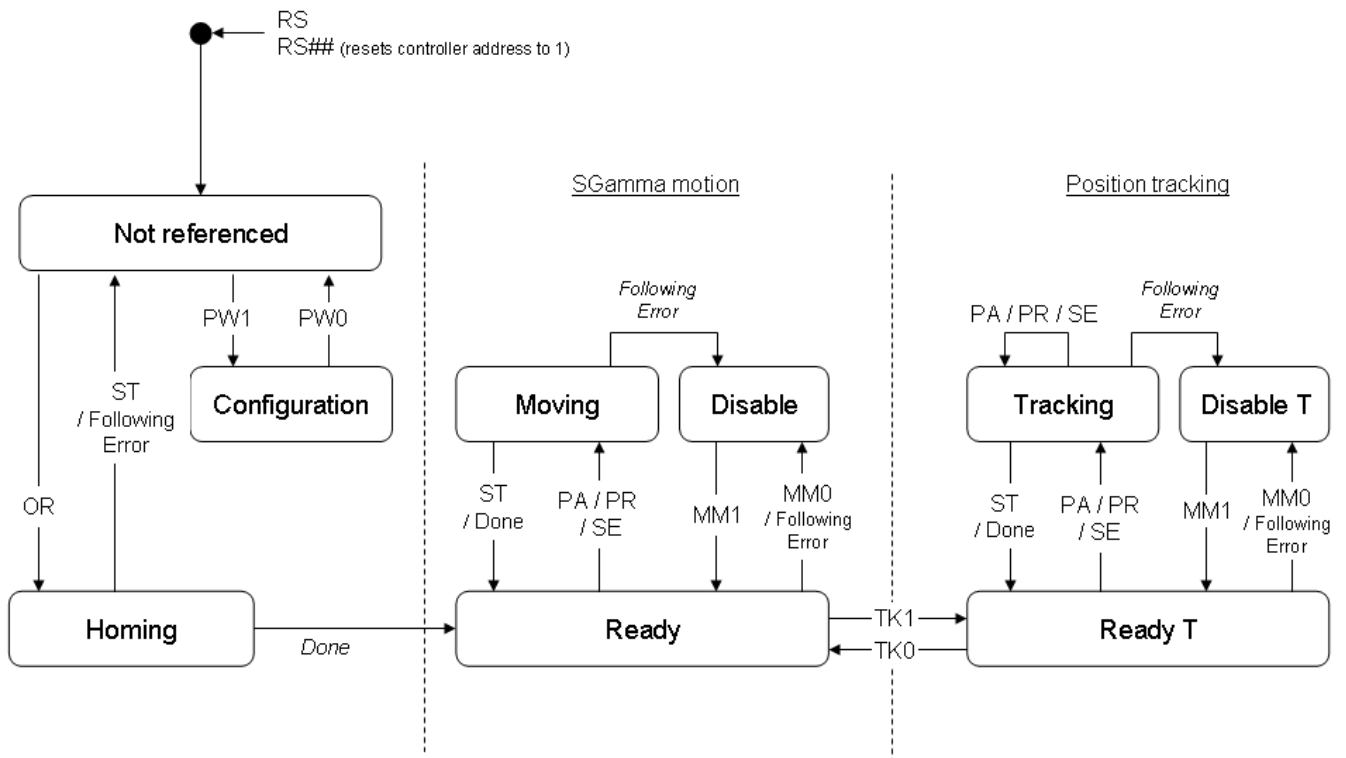 RS
RS## (resets controller address to 1)
SGamma motion
Position tracking
Not referenced
Following
Error
Following
Error
PW1
PW0
PA / PR / SE
ST
/ Following
Error
Configuration
Moving
Disable
Tracking
Disable T
OR
ST
/ Done
PA / PR
/ SE
MM1
MM0
/ Following
Error
ST
/ Done
PA / PR
/ SE
MM1
MM0
/ Following
Error
Homing
Done
Ready
TK1
TK0
Ready T